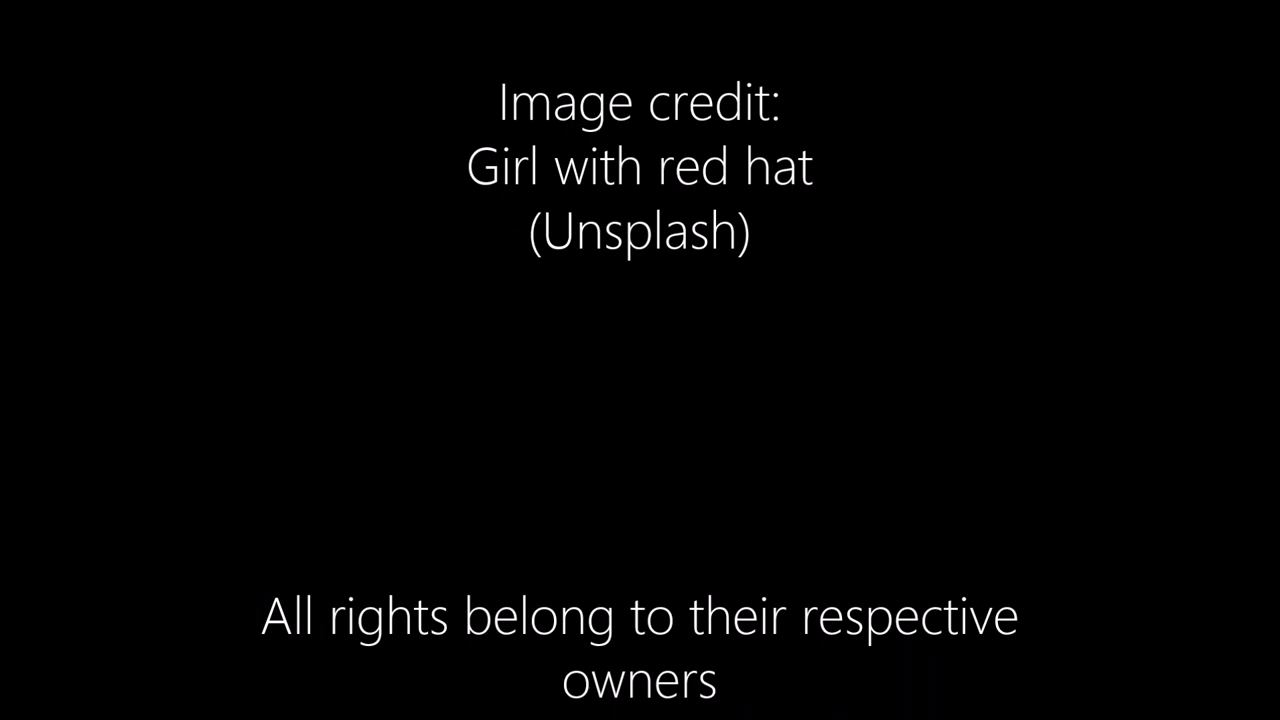 Image credit:
Girl with red hat
(Unsplash)
All rights belong to their respective
owners